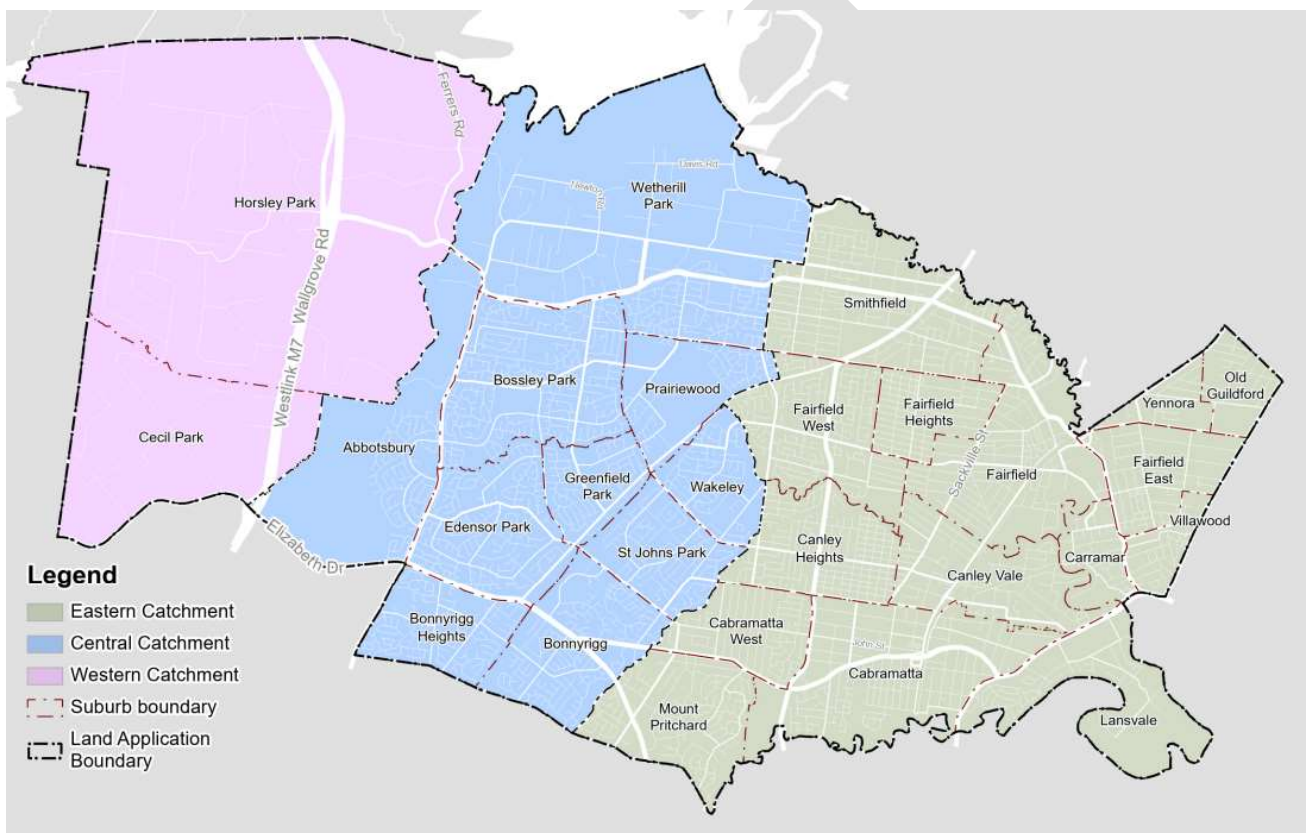 Ferrers Rd
Davis Rd
Newton Rd
Wetherill
Park
Horsley Park
Westlink M7 Wallgrove Rd
Smithfield
Bossley Park
Prairiewood
Old
Guildford
Yennora
Fairfield
West
Fairfield
Heights
Cecil Park
Abbotsbury
Sackville St
Fairfield
Fairfield
East
Greenfield
Park
Wakeley
Villawood
Edensor Park
St Johns Park
Canley
Heights
Carramar
Canley Vale
Elizabeth Dr
Bonnyrigg
Heights
Bonnyrigg
Cabramatta
West
John St
Cabramatta
Mount
Pritchard
Lansvale
Legend
Eastern Catchment
Central Catchment
Western Catchment
Suburb boundary
Land Application
Boundary